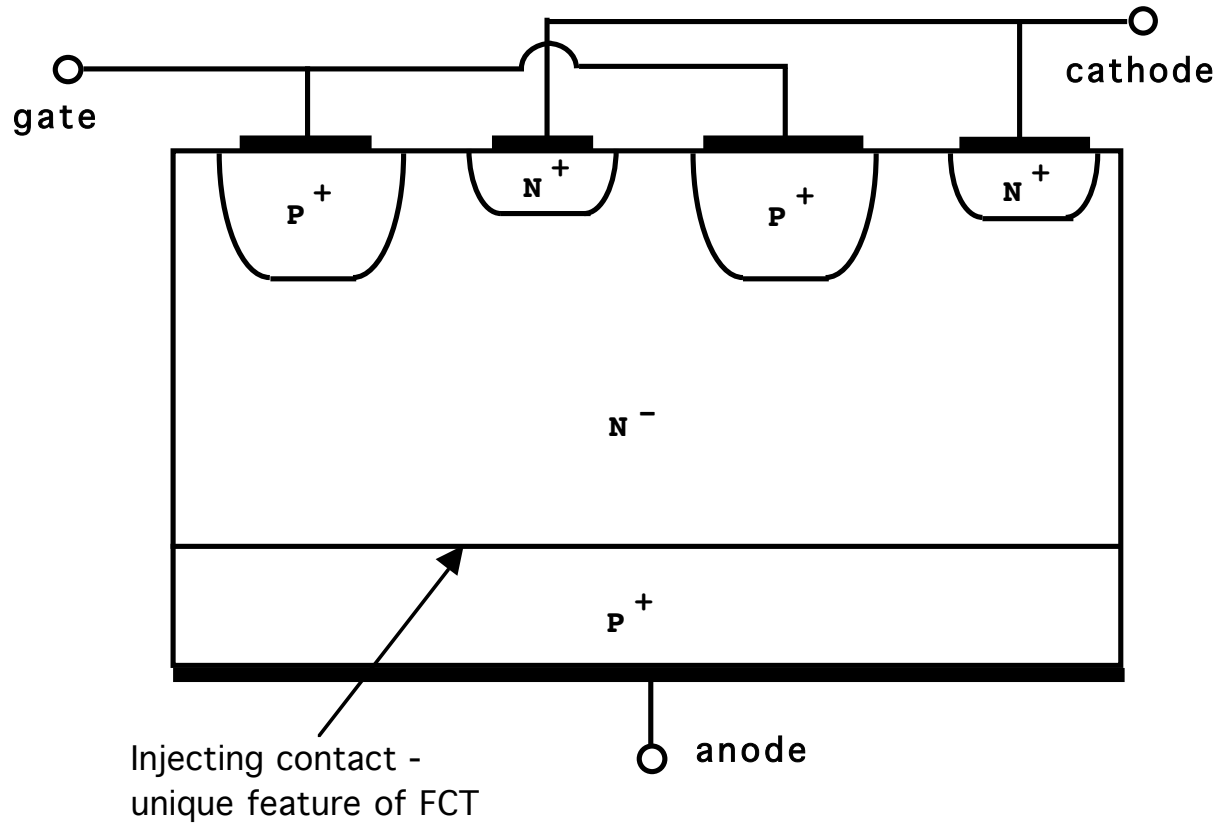 cathode
gate
P+
N+
P+
N+
N-
P+
anode
Injecting contact -
unique feature of FCT